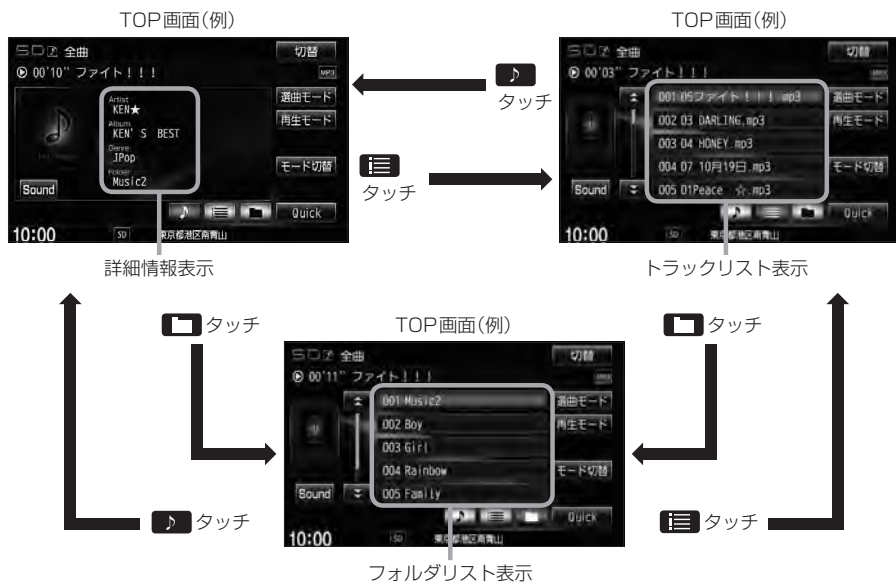 TOP画面(例)
SD 全曲
切替
00'10" ファイト!!!
MP3
Artist
KEN★
Album
KEN'S BEST
Genre
JPop
Folder
Music2
選曲モード
再生モード
モード切替
Sound
Quick
10:00
SD
東京都港区南青山
詳細情報表示
タッチ
タッチ
TOP画面(例)
SD 全曲
切替
00'03" ファイト!!!
MP3
001 05ファイト!!!.mp3
002 03 DARLING.mp3
003 04 HONEY.mp3
004 07 10月19日.mp3
005 01Peace ☆.mp3
選曲モード
再生モード
モード切替
Sound
Quick
10:00
SD
東京都港区南青山
トラックリスト表示
タッチ
タッチ
TOP画面(例)
SD 全曲
切替
00'11" ファイト!!!
001 Music2
002 Boy
003 Girl
004 Rainbow
005 Family
選曲モード
再生モード
モード切替
Sound
Quick
10:00
SD
東京都港区南青山
フォルダリスト表示
タッチ
タッチ